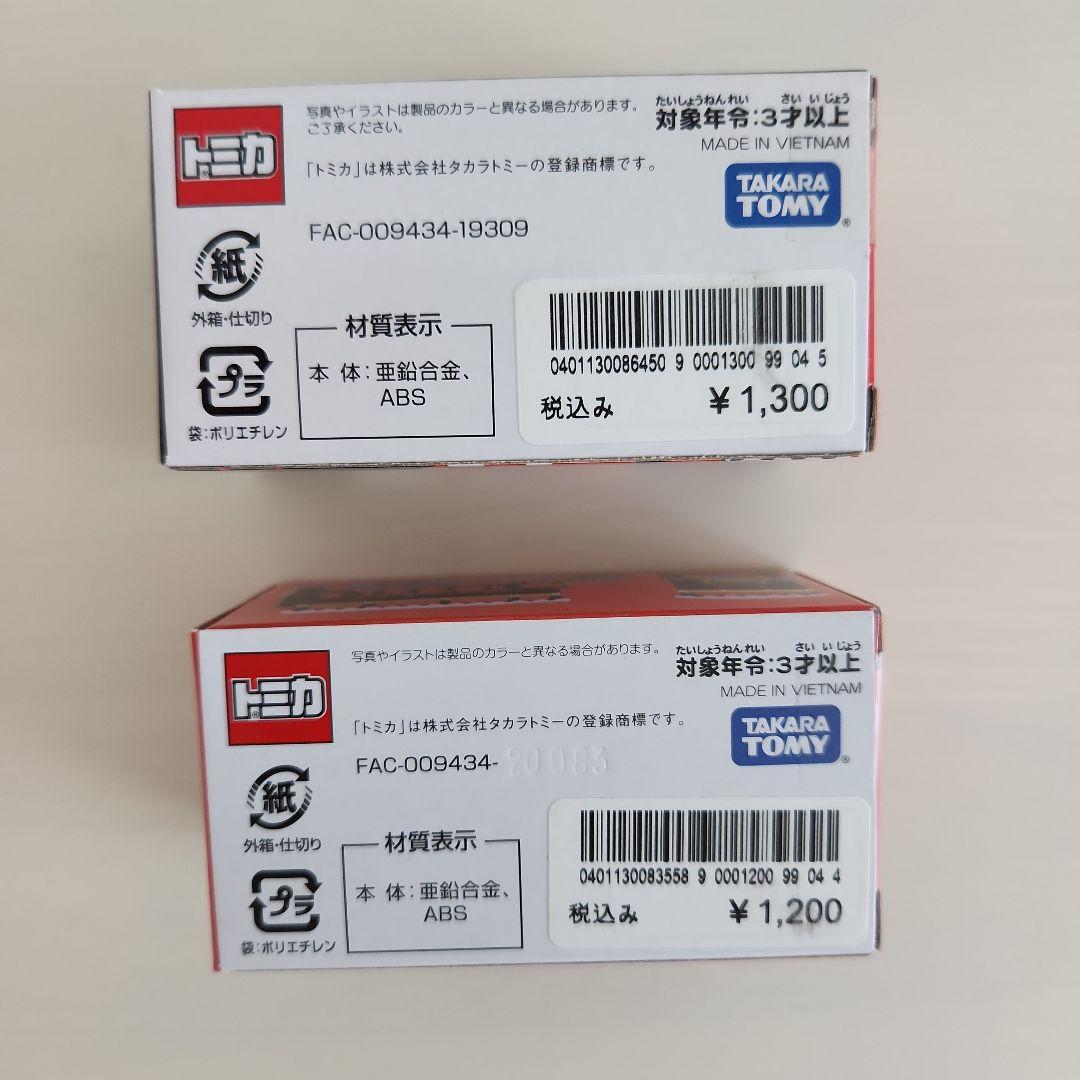 トミカ
写真やイラストは製品のカラーと異なる場合があります。
ご了承ください。
「トミカ」は株式会社タカラトミーの登録商標です。
FAC-009434-19309
たいしょうねんれい さいいじょう
対象年令:3才以上
MADE IN VIETNAM
TAKARA
TOMY®
紙
外箱・仕切り
プラ
袋:ポリエチレン
材質表示
本 体:亜鉛合金、
ABS
0401130086450 9 0001300 99 04 5
税込み ¥1,300
トミカ
写真やイラストは製品のカラーと異なる場合があります。
「トミカ」は株式会社タカラトミーの登録商標です。
FAC-009434-20083
たいしょうねんれい さいいじょう
対象年令:3才以上
MADE IN VIETNAM
TAKARA
TOMY®
紙
外箱・仕切り
プラ
袋:ポリエチレン
材質表示
本 体:亜鉛合金、
ABS
0401130083558 9 0001200 99 04 4
税込み ¥1,200